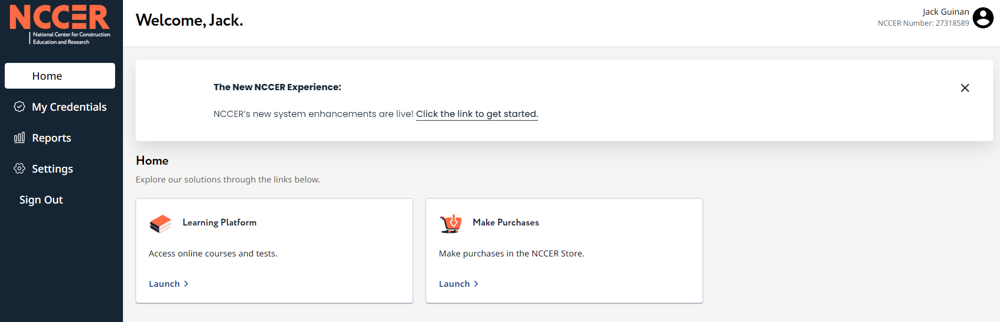 NCCER
National Center for Construction
Education and Research
Home
My Credentials
Reports
Settings
Sign Out
Welcome, Jack.
Jack Guinan
NCCER Number: 27318589
The New NCCER Experience:
NCCER’s new system enhancements are live! Click the link to get started.
Home
Explore our solutions through the links below.
Learning Platform
Access online courses and tests.
Launch
Make Purchases
Make purchases in the NCCER Store.
Launch